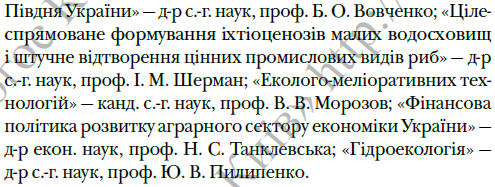 Півдня України» — д-р с.-г. наук, проф. Б. О. Вовченко; «Ціле-
спрямоване формування іхтіоценозів малих водосховищ
і штучне відтворення цінних промислових видів риб» — д-р
с.-г. наук, проф. І. М. Шерман; «Еколого-меліоративних тех-
нологій» — канд. с.-г. наук, проф. В. В. Морозов; «Фінансова
політика розвитку аграрного сектору економіки України» —
д-р екон. наук, проф. Н. С. Танклевська; «Гідроекологія» —
д-р с.-г. наук, проф. Ю. В. Пилипенко.